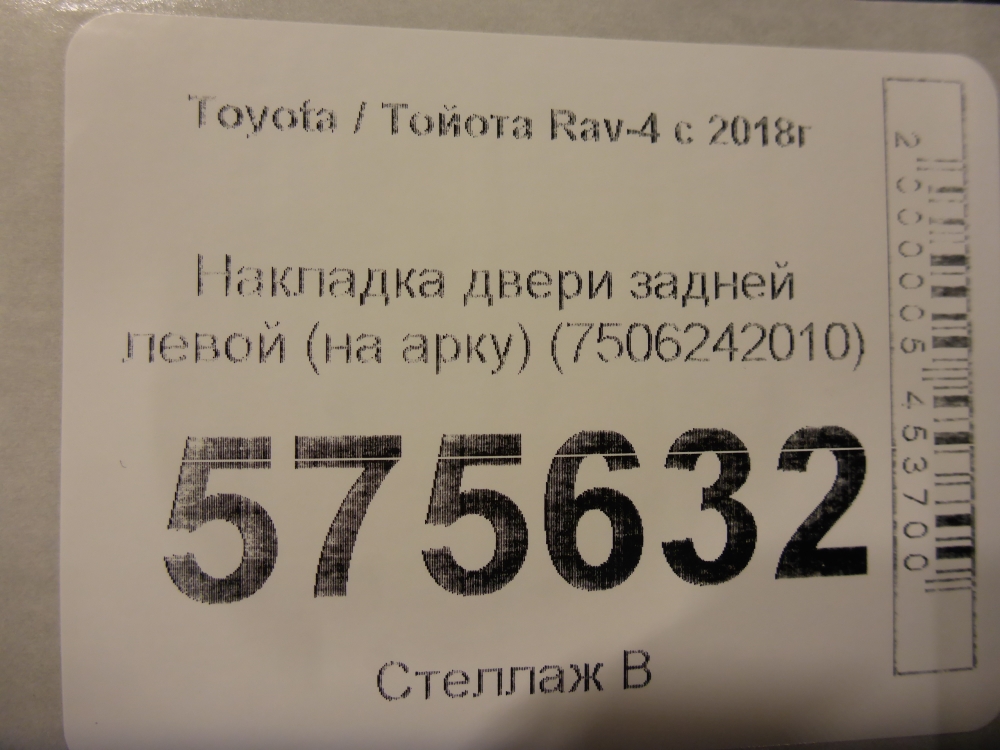 Toyota / Тойота Rav-4 с 2018г
Накладка двери задней
левой (на арку) (7506242010)
575632
Стеллаж В
2000005453700